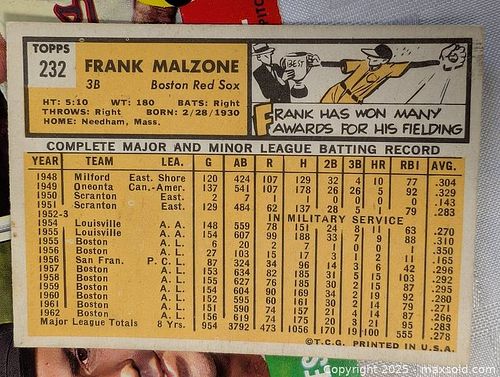 TOPPS
232
FRANK MALZONE
3B Boston Red Sox
HT: 5:10 WT: 180 BATS: Right
THROWS: Right BORN: 2/28/1930
HOME: Needham, Mass.
BEST
FRANK HAS WON MANY
AWARDS FOR HIS FIELDING
COMPLETE MAJOR AND MINOR LEAGUE BATTING RECORD
YEAR TEAM LEA. G AB R H 2B 3B HR RBI AVG.
1948 Milford East. Shore 120 424 107 129 32 4 10 77 .304
1949 Oneonta Can.-Amer. 137 541 107 178 26 26 5 92 .329
1950 Scranton East. 2 7 1 1 0 0 0 0 .143
1951 Scranton East. 129 484 62 137 28 5 79 .283
1952-3 IN MILITARY SERVICE
1954 Louisville A. A. 148 559 78 151 24 8 11 63 .270
1955 Louisville A. A. 154 607 99 188 33 7 9 88 .310
1955 Boston A. L. 6 20 2 7 1 0 0 1 .350
1956 Boston A. L. 27 103 15 17 3 1 2 11 .165
1956 San Fran. P. C. L. 87 324 34 96 14 3 6 42 .296
1957 Boston A. L. 153 634 82 185 31 5 15 103 .292
1958 Boston A. L. 155 627 76 185 30 2 15 87 .295
1959 Boston A. L. 154 604 90 169 34 2 19 92 .280
1960 Boston A. L. 152 595 60 161 30 2 14 79 .271
1961 Boston A. L. 151 590 74 157 21 4 14 87 .266
1962 Boston A. L. 156 619 74 175 20 3 21 95 .283
Major League Totals 8 Yrs. 954 3792 473 1056 170 19 100 555 .278
© T.C.G. PRINTED IN U.S.A.
Copyright 2025 - maxsold.com